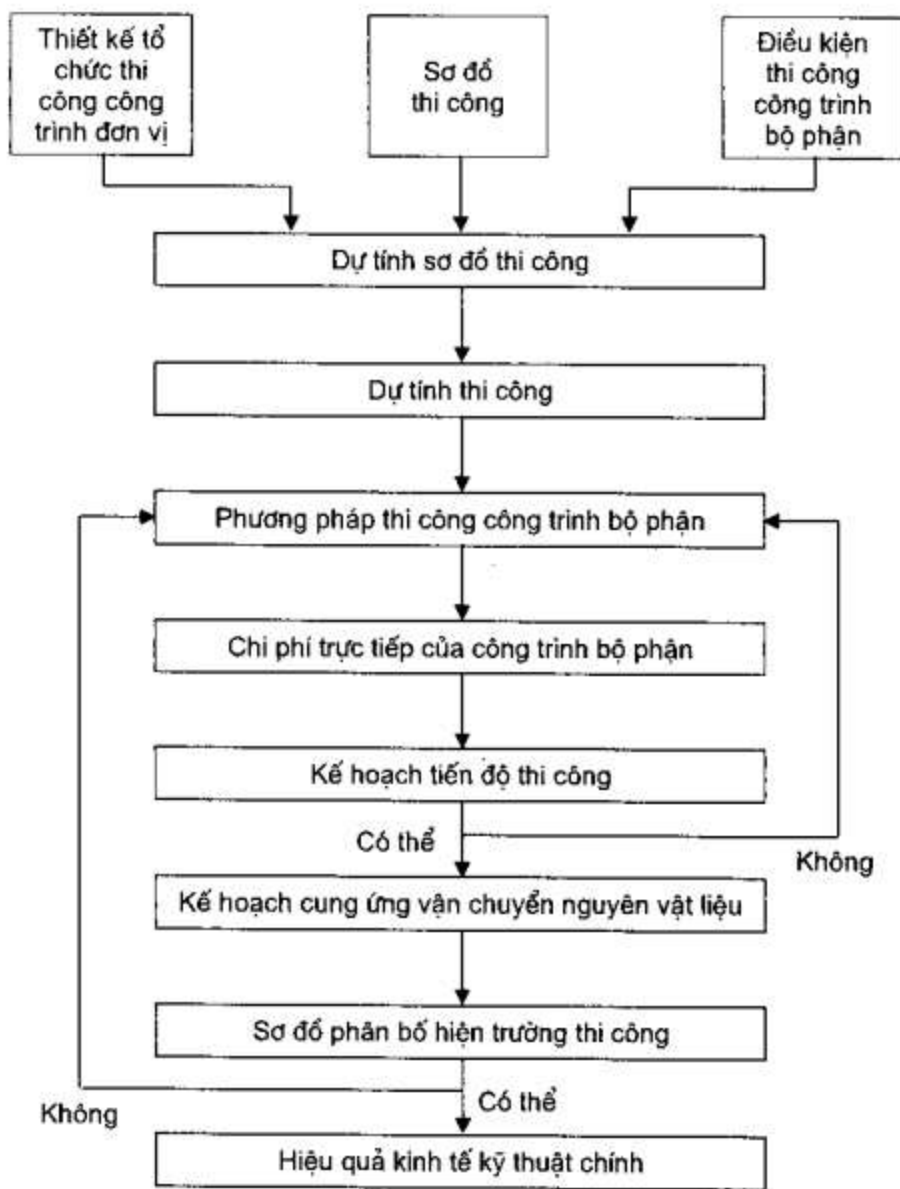 Thiết kế tổ
chức thi
công công
trình đơn vị
Sơ đồ
thi công
Điều kiện
thi công
công trình
bộ phận
Dự tính sơ đồ thi công
Dự tính thi công
Phương pháp thi công công trình bộ phận
Chi phí trực tiếp của công trình bộ phận
Kế hoạch tiến độ thi công
Có thể
Không
Kế hoạch cung ứng vận chuyển nguyên vật liệu
Sơ đồ phân bố hiện trường thi công
Không
Có thể
Hiệu quả kinh tế kỹ thuật chính